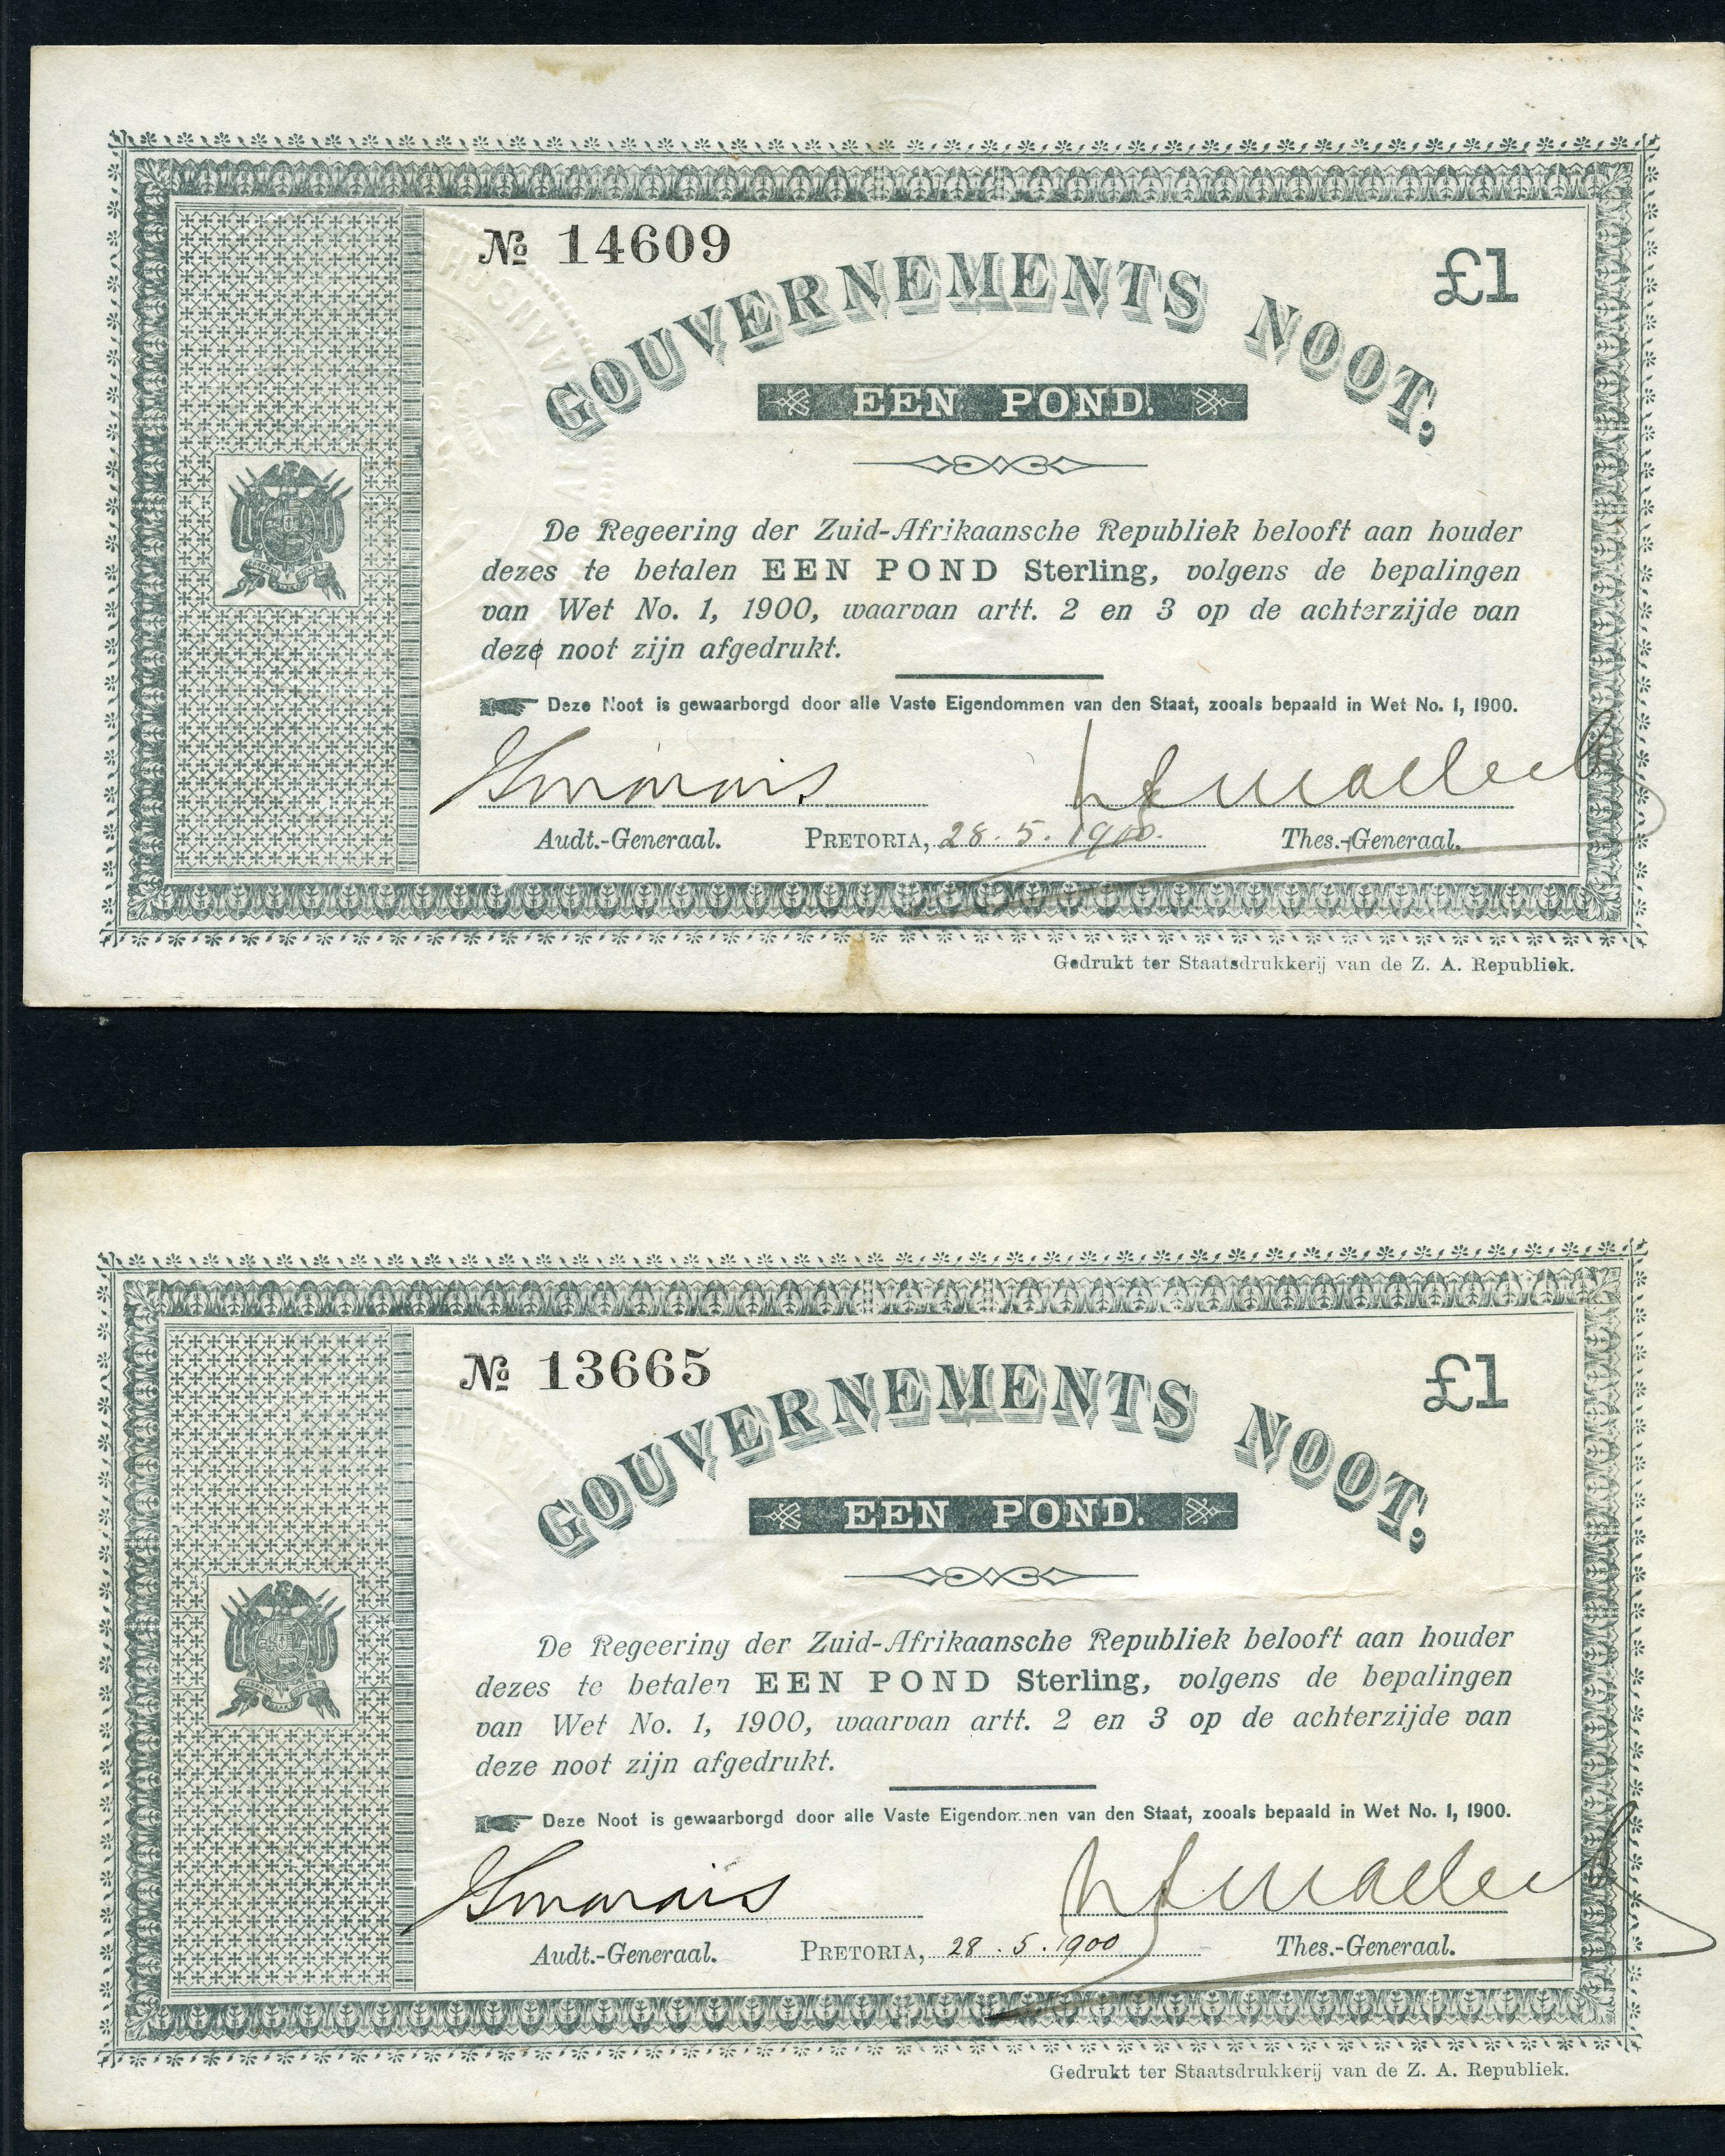 № 14609
£1
GOUVERNEMENTS NOOT,
EEN POND.
De Regeering der Zuid-Afrikaansche Republiek belooft aan houder
dezes te betalen EEN POND Sterling, volgens de bepalingen
van Wet No. 1, 1900, waarvan artt. 2 en 3 op de achterzijde van
deze noot zijn afgedrukt.
Deze Noot is gewaarborgd door alle Vaste Eigendommen van den Staat, zooals bepaald in Wet No. 1, 1900.
Audt.-Generaal. PRETORIA, 28.5.1900. Thes.-Generaal.
Gedrukt ter Staatsdrukkerij van de Z. A. Republiek.
№ 13665
£1
GOUVERNEMENTS NOOT,
EEN POND.
De Regeering der Zuid-Afrikaansche Republiek belooft aan houder
dezes te betalen EEN POND Sterling, volgens de bepalingen
van Wet No. 1, 1900, waarvan artt. 2 en 3 op de achterzijde van
deze noot zijn afgedrukt.
Deze Noot is gewaarborgd door alle Vaste Eigendommen van den Staat, zooals bepaald in Wet No. 1, 1900.
Audt.-Generaal. PRETORIA, 28.5.1900 Thes.-Generaal.
Gedrukt ter Staatsdrukkerij van de Z. A. Republiek.